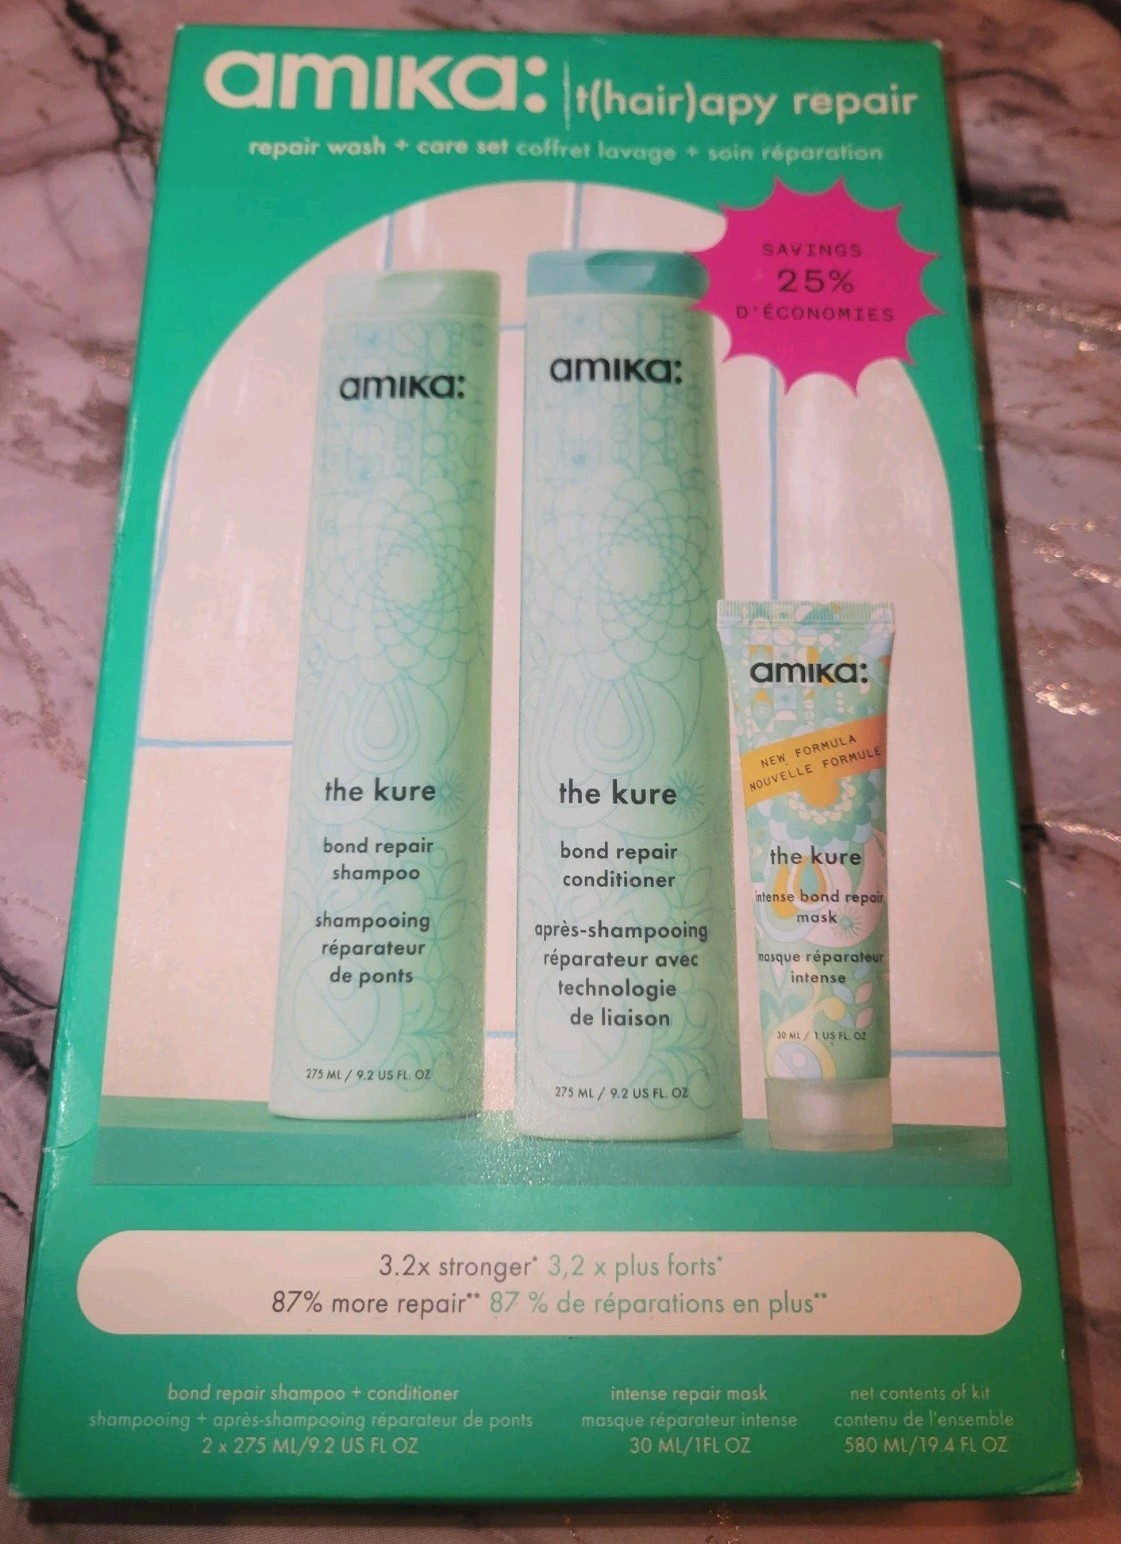 amika: | t(hair)apy repair
repair wash + care set coffret lavage + soin réparation
SAVINGS
25%
D'ÉCONOMIES
amika:
the kure
bond repair
shampoo
shampooing
réparateur
de ponts
275 ML / 9.2 US FL. OZ
amika:
the kure
bond repair
conditioner
après-shampooing
réparateur avec
technologie
de liaison
275 ML / 9.2 US FL. OZ
amika:
NEW FORMULA
NOUVELLE FORMULE
the kure
intense bond repair
mask
masque réparateur
intense
30 ML / 1 US FL. OZ
3.2x stronger* 3,2 x plus forts*
87% more repair** 87 % de réparations en plus**
bond repair shampoo + conditioner
shampooing + après-shampooing réparateur de ponts
2 x 275 ML/9.2 US FL OZ
intense repair mask
masque réparateur intense
30 ML/1FL OZ
net contents of kit
contenu de l'ensemble
580 ML/19.4 FL OZ